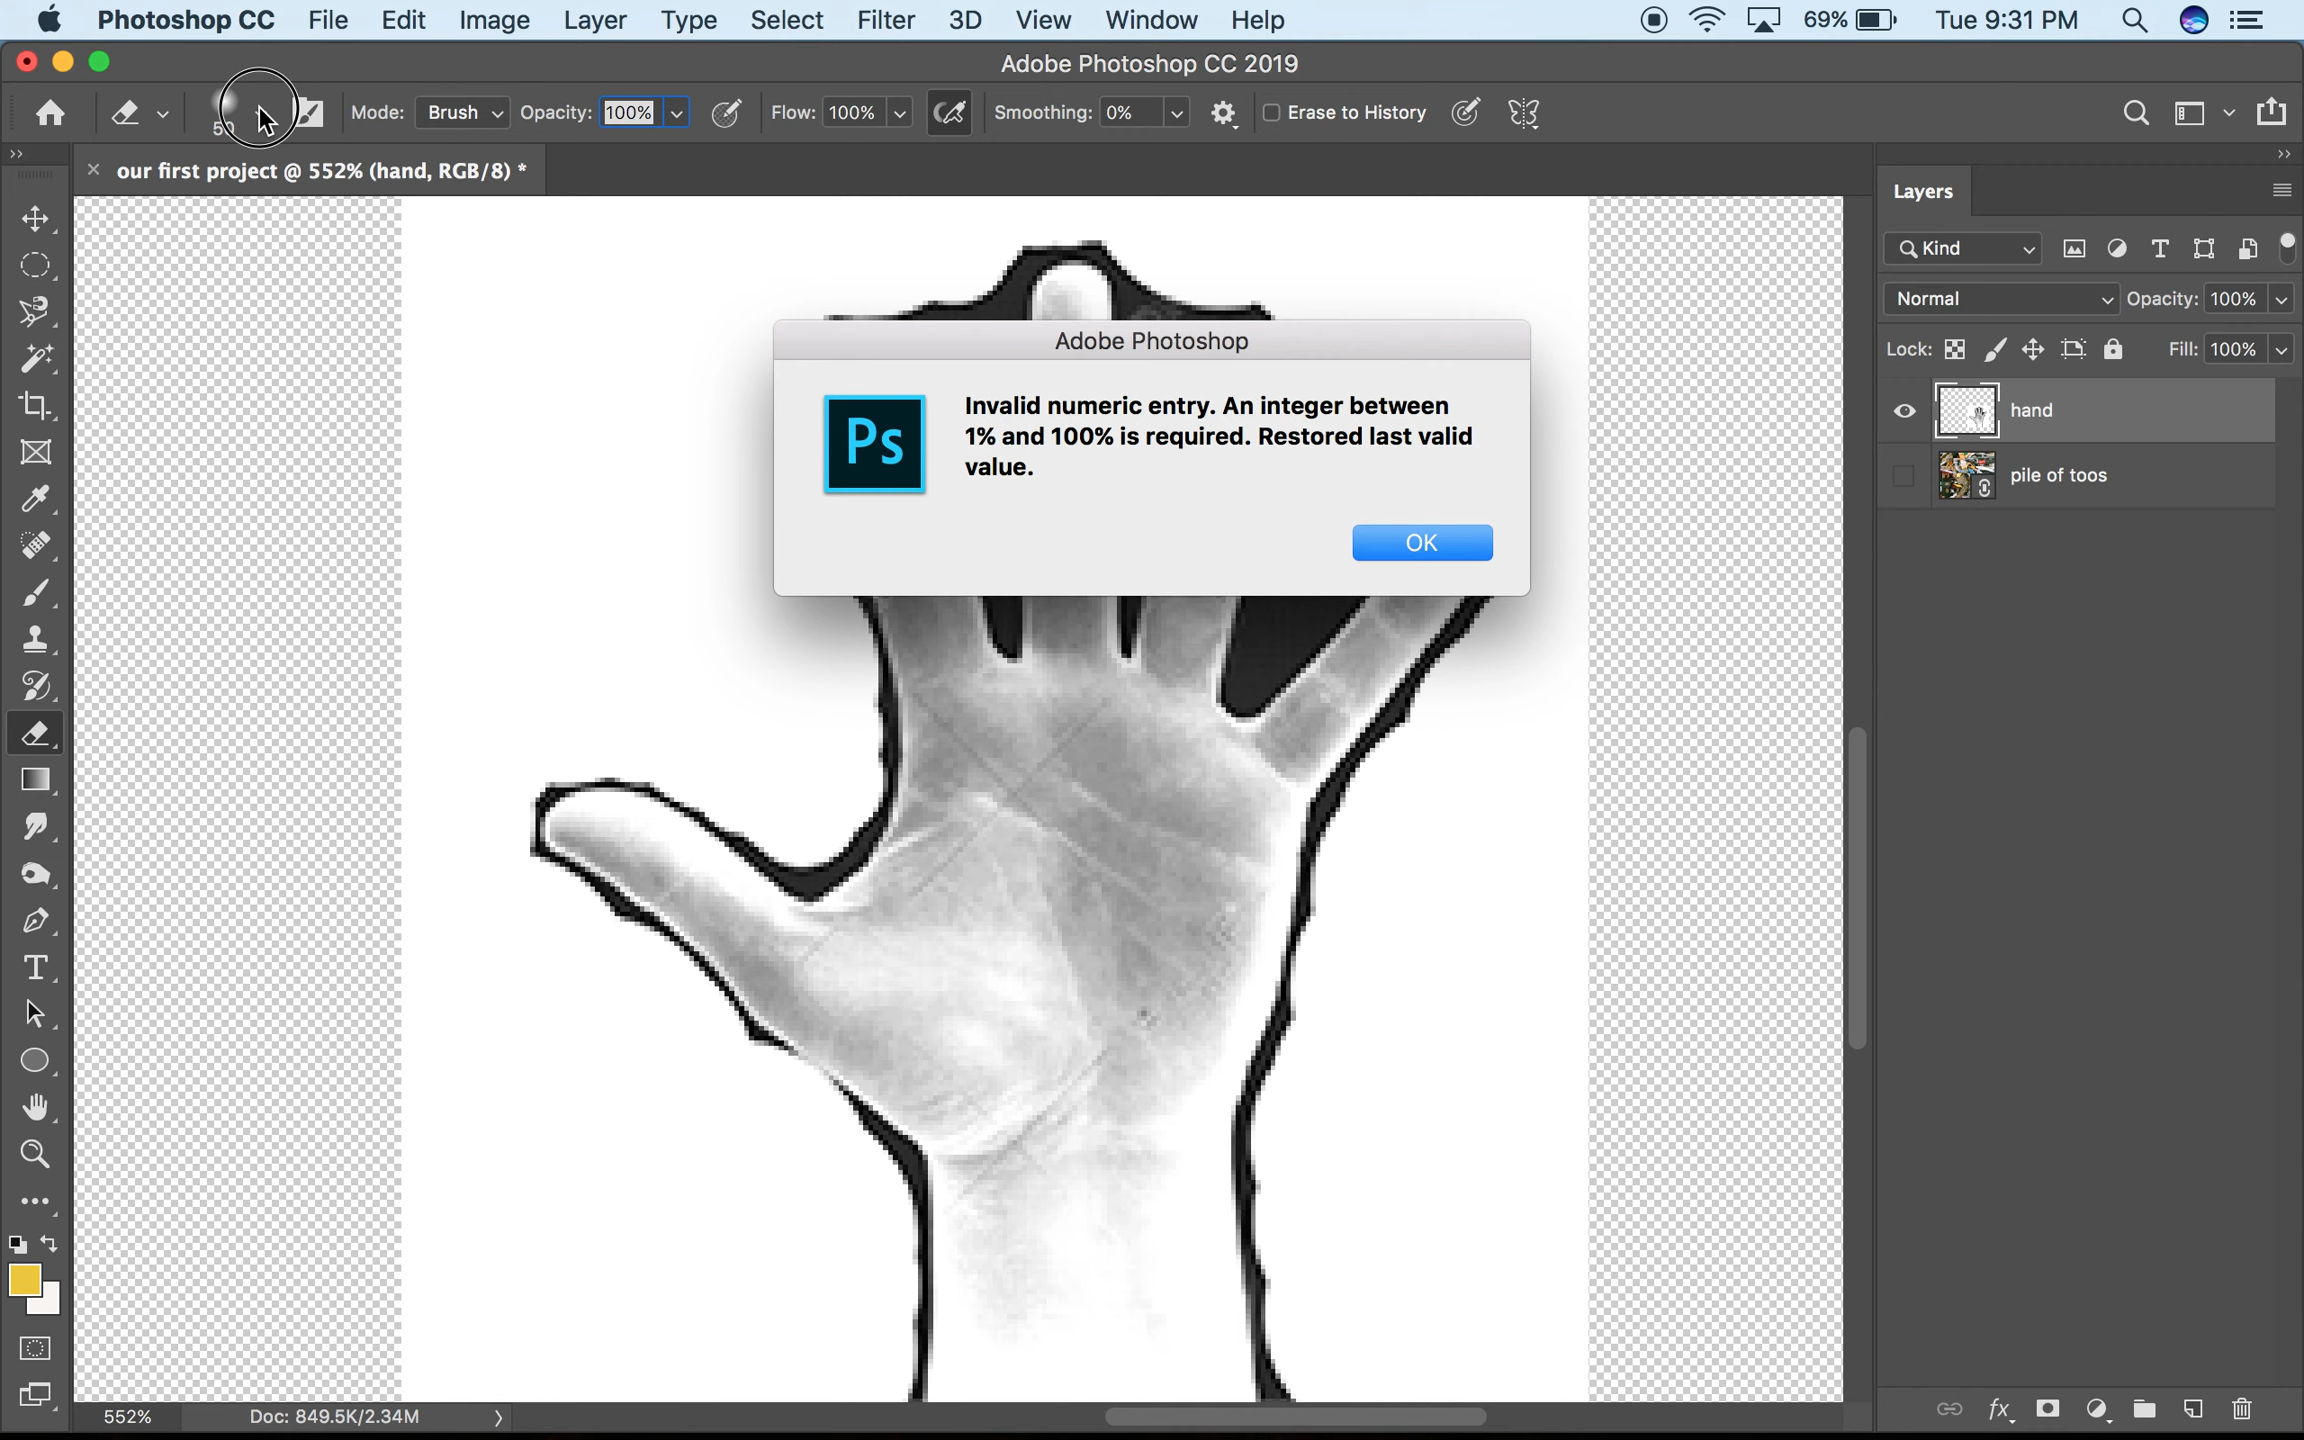 Photoshop CC File Edit Image Layer Type Select Filter 3D View Window Help 69% Tue 9:31 PM
Adobe Photoshop CC 2019
50 Mode: Brush Opacity: 100% Flow: 100% Smoothing: 0% Erase to History
our first project @ 552% (hand, RGB/8) *
Layers
Kind
Normal Opacity: 100%
Lock: Fill: 100%
hand
pile of toos
Adobe Photoshop
Ps
Invalid numeric entry. An integer between
1% and 100% is required. Restored last valid
value.
OK
552% Doc: 849.5K/2.34M
fx